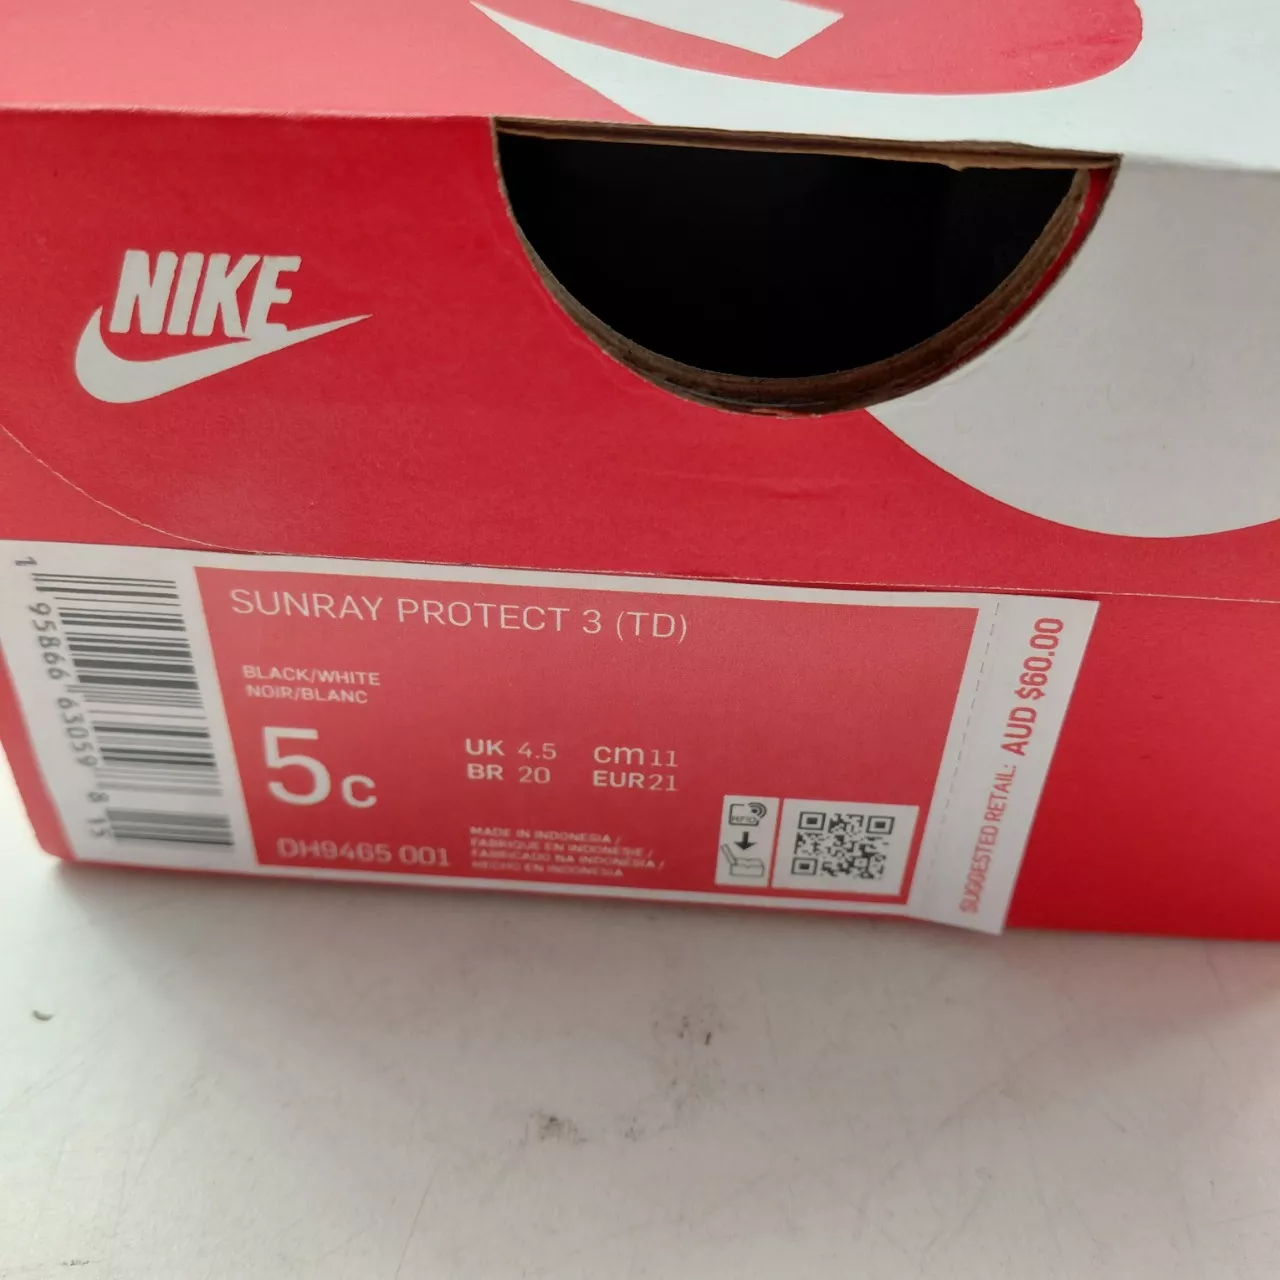 NIKE
SUNRAY PROTECT 3 (TD)
BLACK/WHITE
NOIR/BLANC
5c
UK 4.5 cm 11
BR 20 EUR 21
DH9465 001
MADE IN INDONESIA /
FABRIQUE EN INDONESIE /
FABRICADO NA INDONESIA /
HECHO EN INDONESIA
RFID
1 95866 63059 8 15
SUGGESTED RETAIL: AUD $60.00